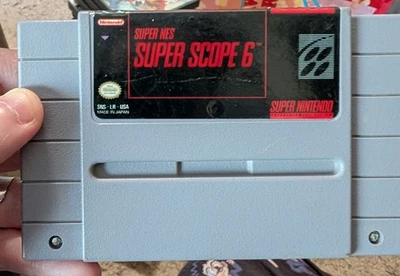 Nintendo
SUPER NES
SUPER SCOPE 6™
SNS - LR - USA
MADE IN JAPAN
SUPER NINTENDO